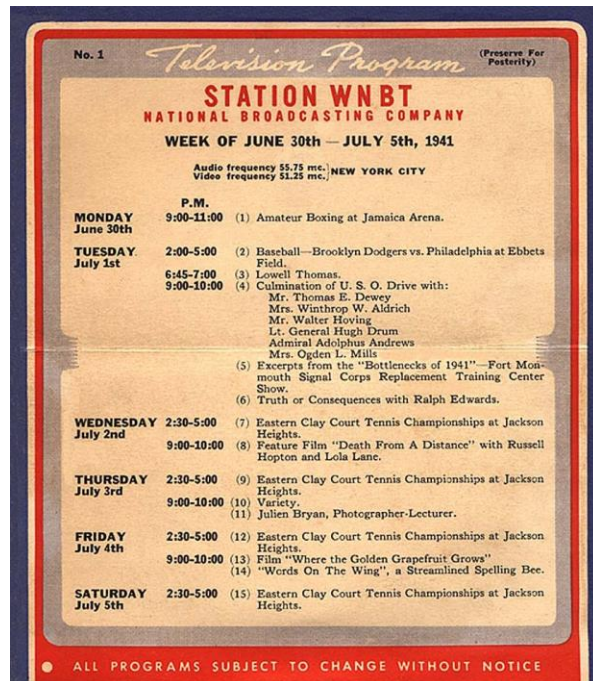 No. 1
Television Program
(Preserve For
Posterity)
STATION WNBT
NATIONAL BROADCASTING COMPANY
WEEK OF JUNE 30th — JULY 5th, 1941
Audio frequency 55.75 mc.
Video frequency 51.25 mc.} NEW YORK CITY
P.M.
MONDAY 9:00-11:00 (1) Amateur Boxing at Jamaica Arena.
June 30th
TUESDAY 2:00-5:00 (2) Baseball—Brooklyn Dodgers vs. Philadelphia at Ebbets
July 1st Field.
6:45-7:00 (3) Lowell Thomas.
9:00-10:00 (4) Culmination of U. S. O. Drive with:
Mr. Thomas E. Dewey
Mrs. Winthrop W. Aldrich
Mr. Walter Hoving
Lt. General Hugh Drum
Admiral Adolphus Andrews
Mrs. Ogden L. Mills
(5) Excerpts from the "Bottlenecks of 1941"—Fort Mon-
mouth Signal Corps Replacement Training Center
Show.
(6) Truth or Consequences with Ralph Edwards.
WEDNESDAY 2:30-5:00 (7) Eastern Clay Court Tennis Championships at Jackson
July 2nd Heights.
9:00-10:00 (8) Feature Film "Death From A Distance" with Russell
Hopton and Lola Lane.
THURSDAY 2:30-5:00 (9) Eastern Clay Court Tennis Championships at Jackson
July 3rd Heights.
9:00-10:00 (10) Variety.
(11) Julien Bryan, Photographer-Lecturer.
FRIDAY 2:30-5:00 (12) Eastern Clay Court Tennis Championships at Jackson
July 4th Heights.
9:00-10:00 (13) Film "Where the Golden Grapefruit Grows"
(14) "Words On The Wing", a Streamlined Spelling Bee.
SATURDAY 2:30-5:00 (15) Eastern Clay Court Tennis Championships at Jackson
July 5th Heights.
ALL PROGRAMS SUBJECT TO CHANGE WITHOUT NOTICE